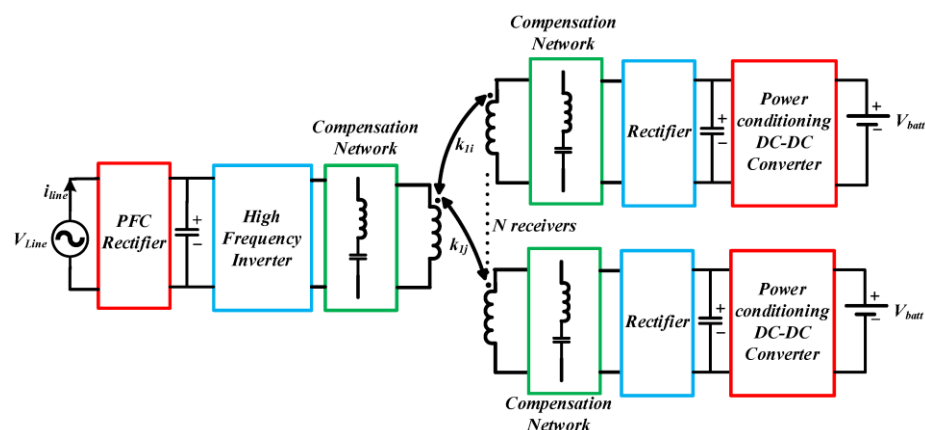 Compensation
Network
Compensation
Network
i_line
V_Line
PFC
Rectifier
+
−
High
Frequency
Inverter
k_1i
k_1j
N receivers
Rectifier
+
−
Power
conditioning
DC-DC
Converter
+
−
V_batt
Rectifier
+
−
Power
conditioning
DC-DC
Converter
+
−
V_batt
Compensation
Network